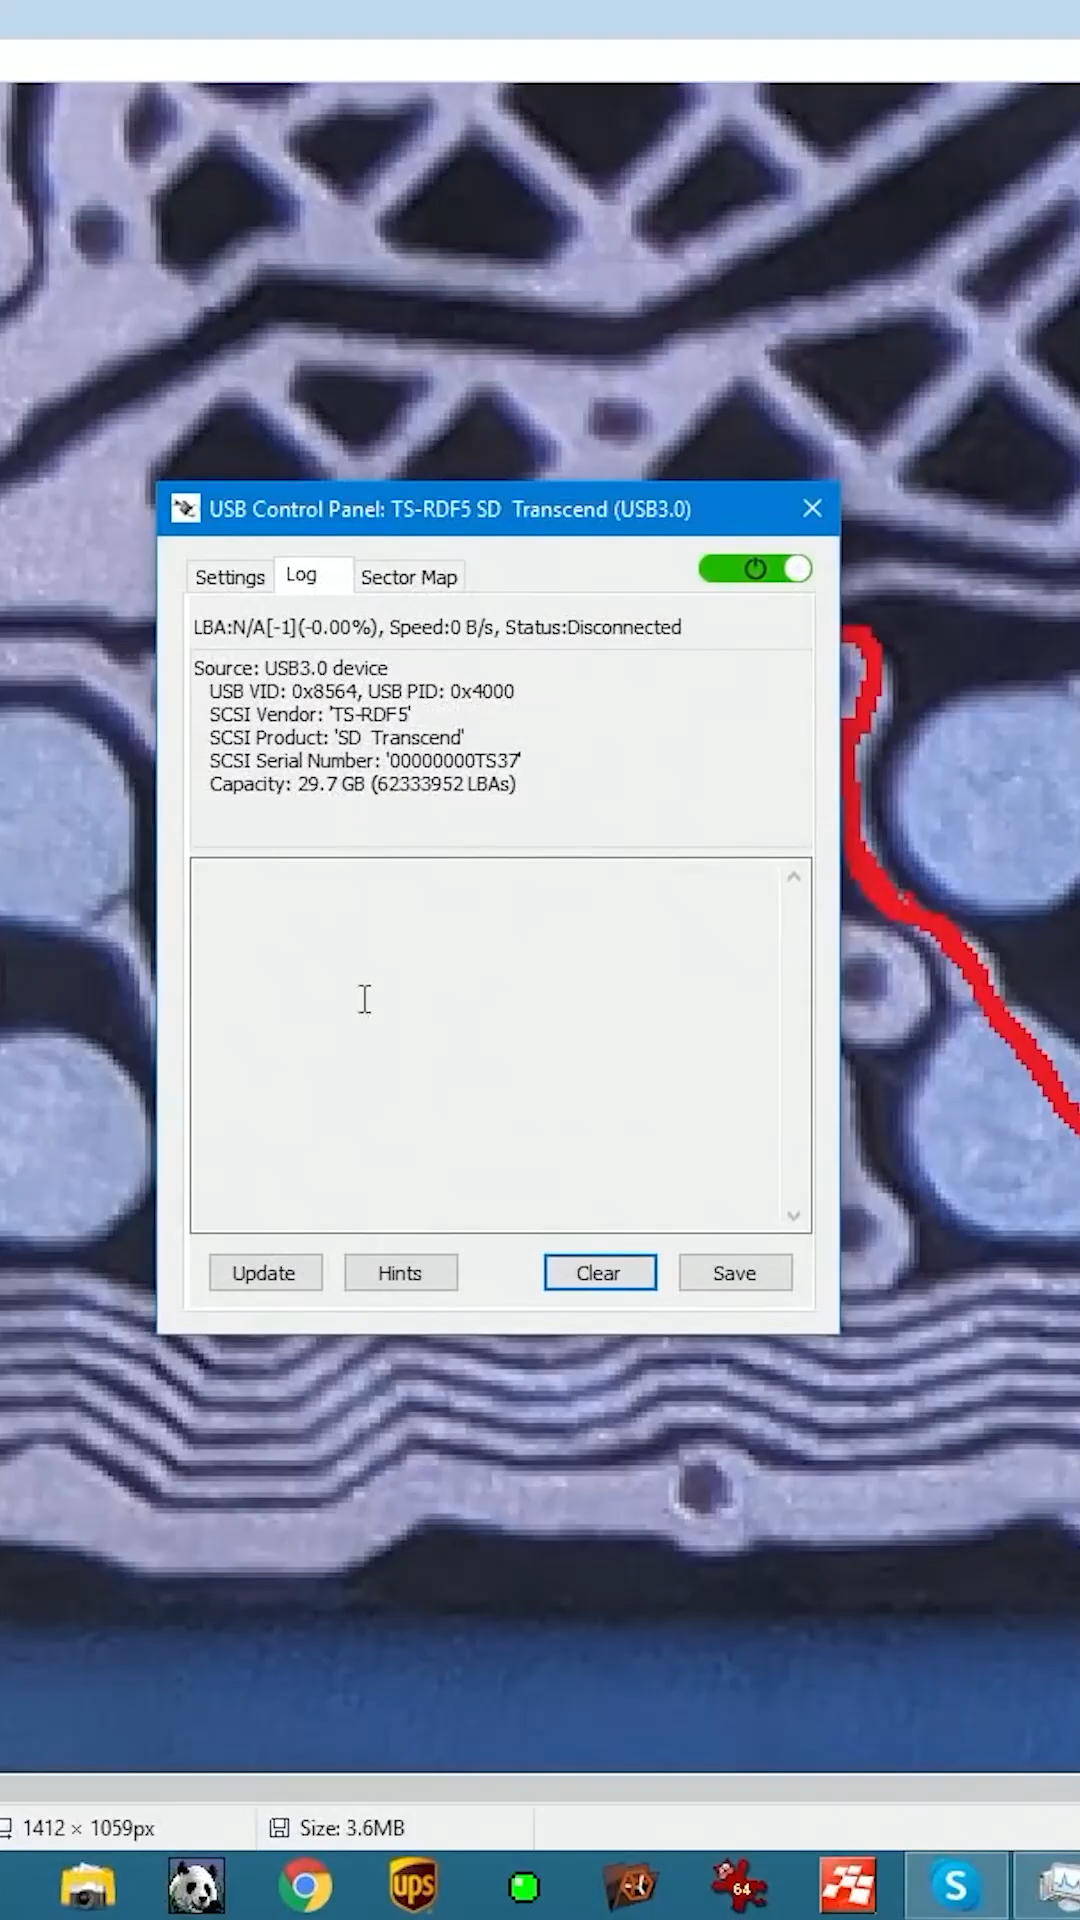 USB Control Panel: TS-RDF5 SD Transcend (USB3.0)
Settings
Log
Sector Map
LBA:N/A[-1](-0.00%), Speed:0 B/s, Status:Disconnected
Source: USB3.0 device
USB VID: 0x8564, USB PID: 0x4000
SCSI Vendor: 'TS-RDF5'
SCSI Product: 'SD  Transcend'
SCSI Serial Number: '00000000TS37'
Capacity: 29.7 GB (62333952 LBAs)
Update
Hints
Clear
Save
1412 × 1059px
Size: 3.6MB
ups
64
S